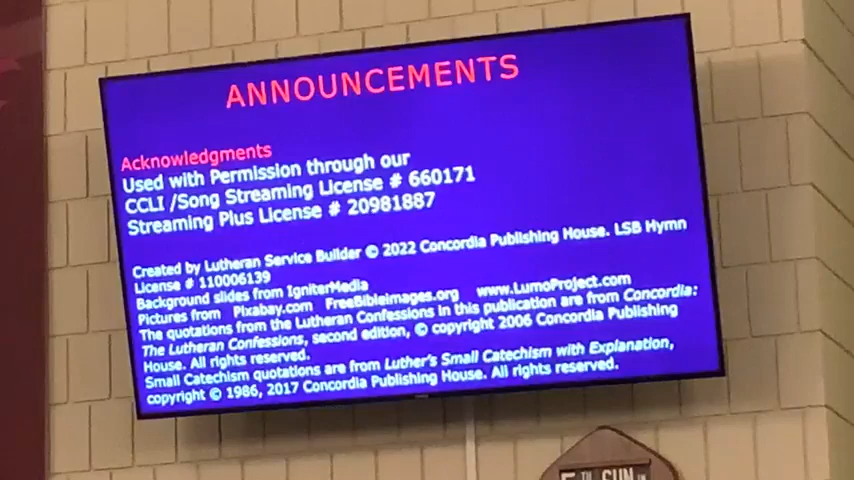 ANNOUNCEMENTS
Acknowledgments
Used with Permission through our
CCLI /Song Streaming License # 660171
Streaming Plus License # 20981887
Created by Lutheran Service Builder © 2022 Concordia Publishing House. LSB Hymn
License # 110006139
Background slides from IgniterMedia
Pictures from Pixabay.com FreeBibleimages.org www.LumoProject.com
The quotations from the Lutheran Confessions in this publication are from Concordia:
The Lutheran Confessions, second edition, © copyright 2006 Concordia Publishing
House. All rights reserved.
Small Catechism quotations are from Luther's Small Catechism with Explanation,
copyright © 1986, 2017 Concordia Publishing House. All rights reserved.
5TH SUN